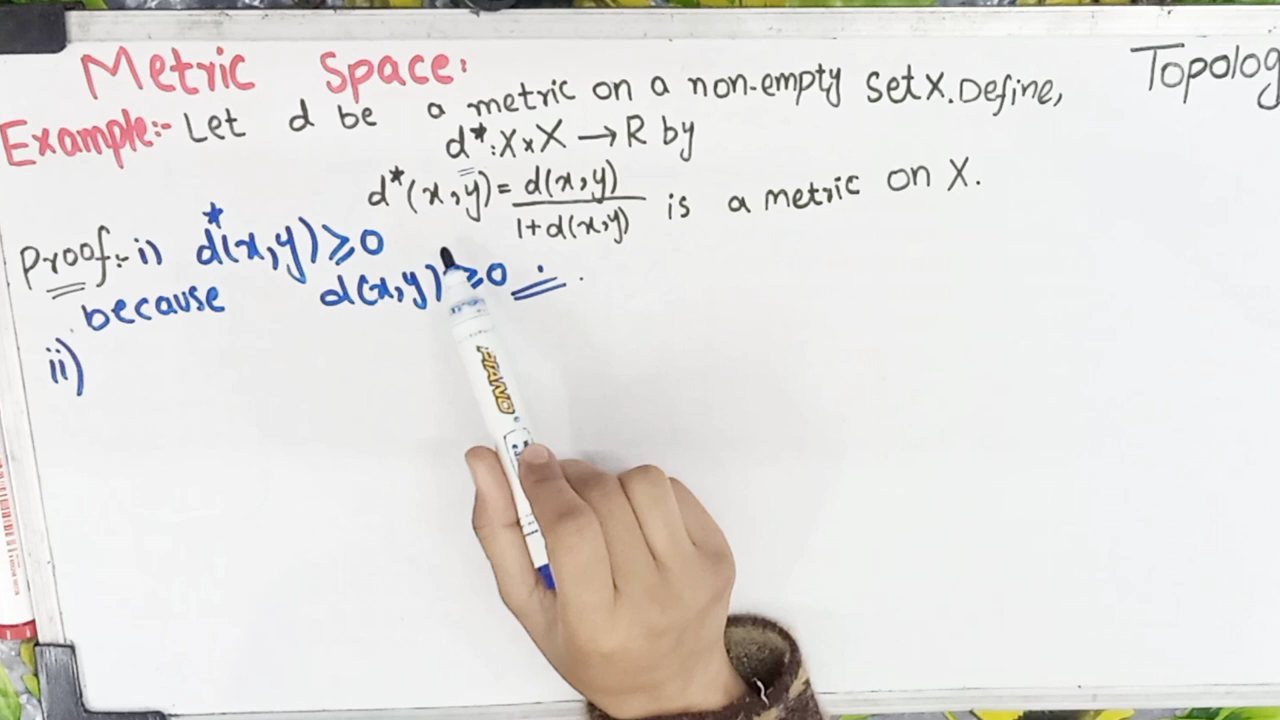 Metric Space:
Topolog
Example:- Let d be a metric on a non-empty set X. Define,
d*: X x X → R by
d*(x,y) = d(x,y) / 1+d(x,y) is a metric on X.
Proof:- i) d*(x,y) ≥ 0
because d(x,y) ≥ 0
ii)
PIANO